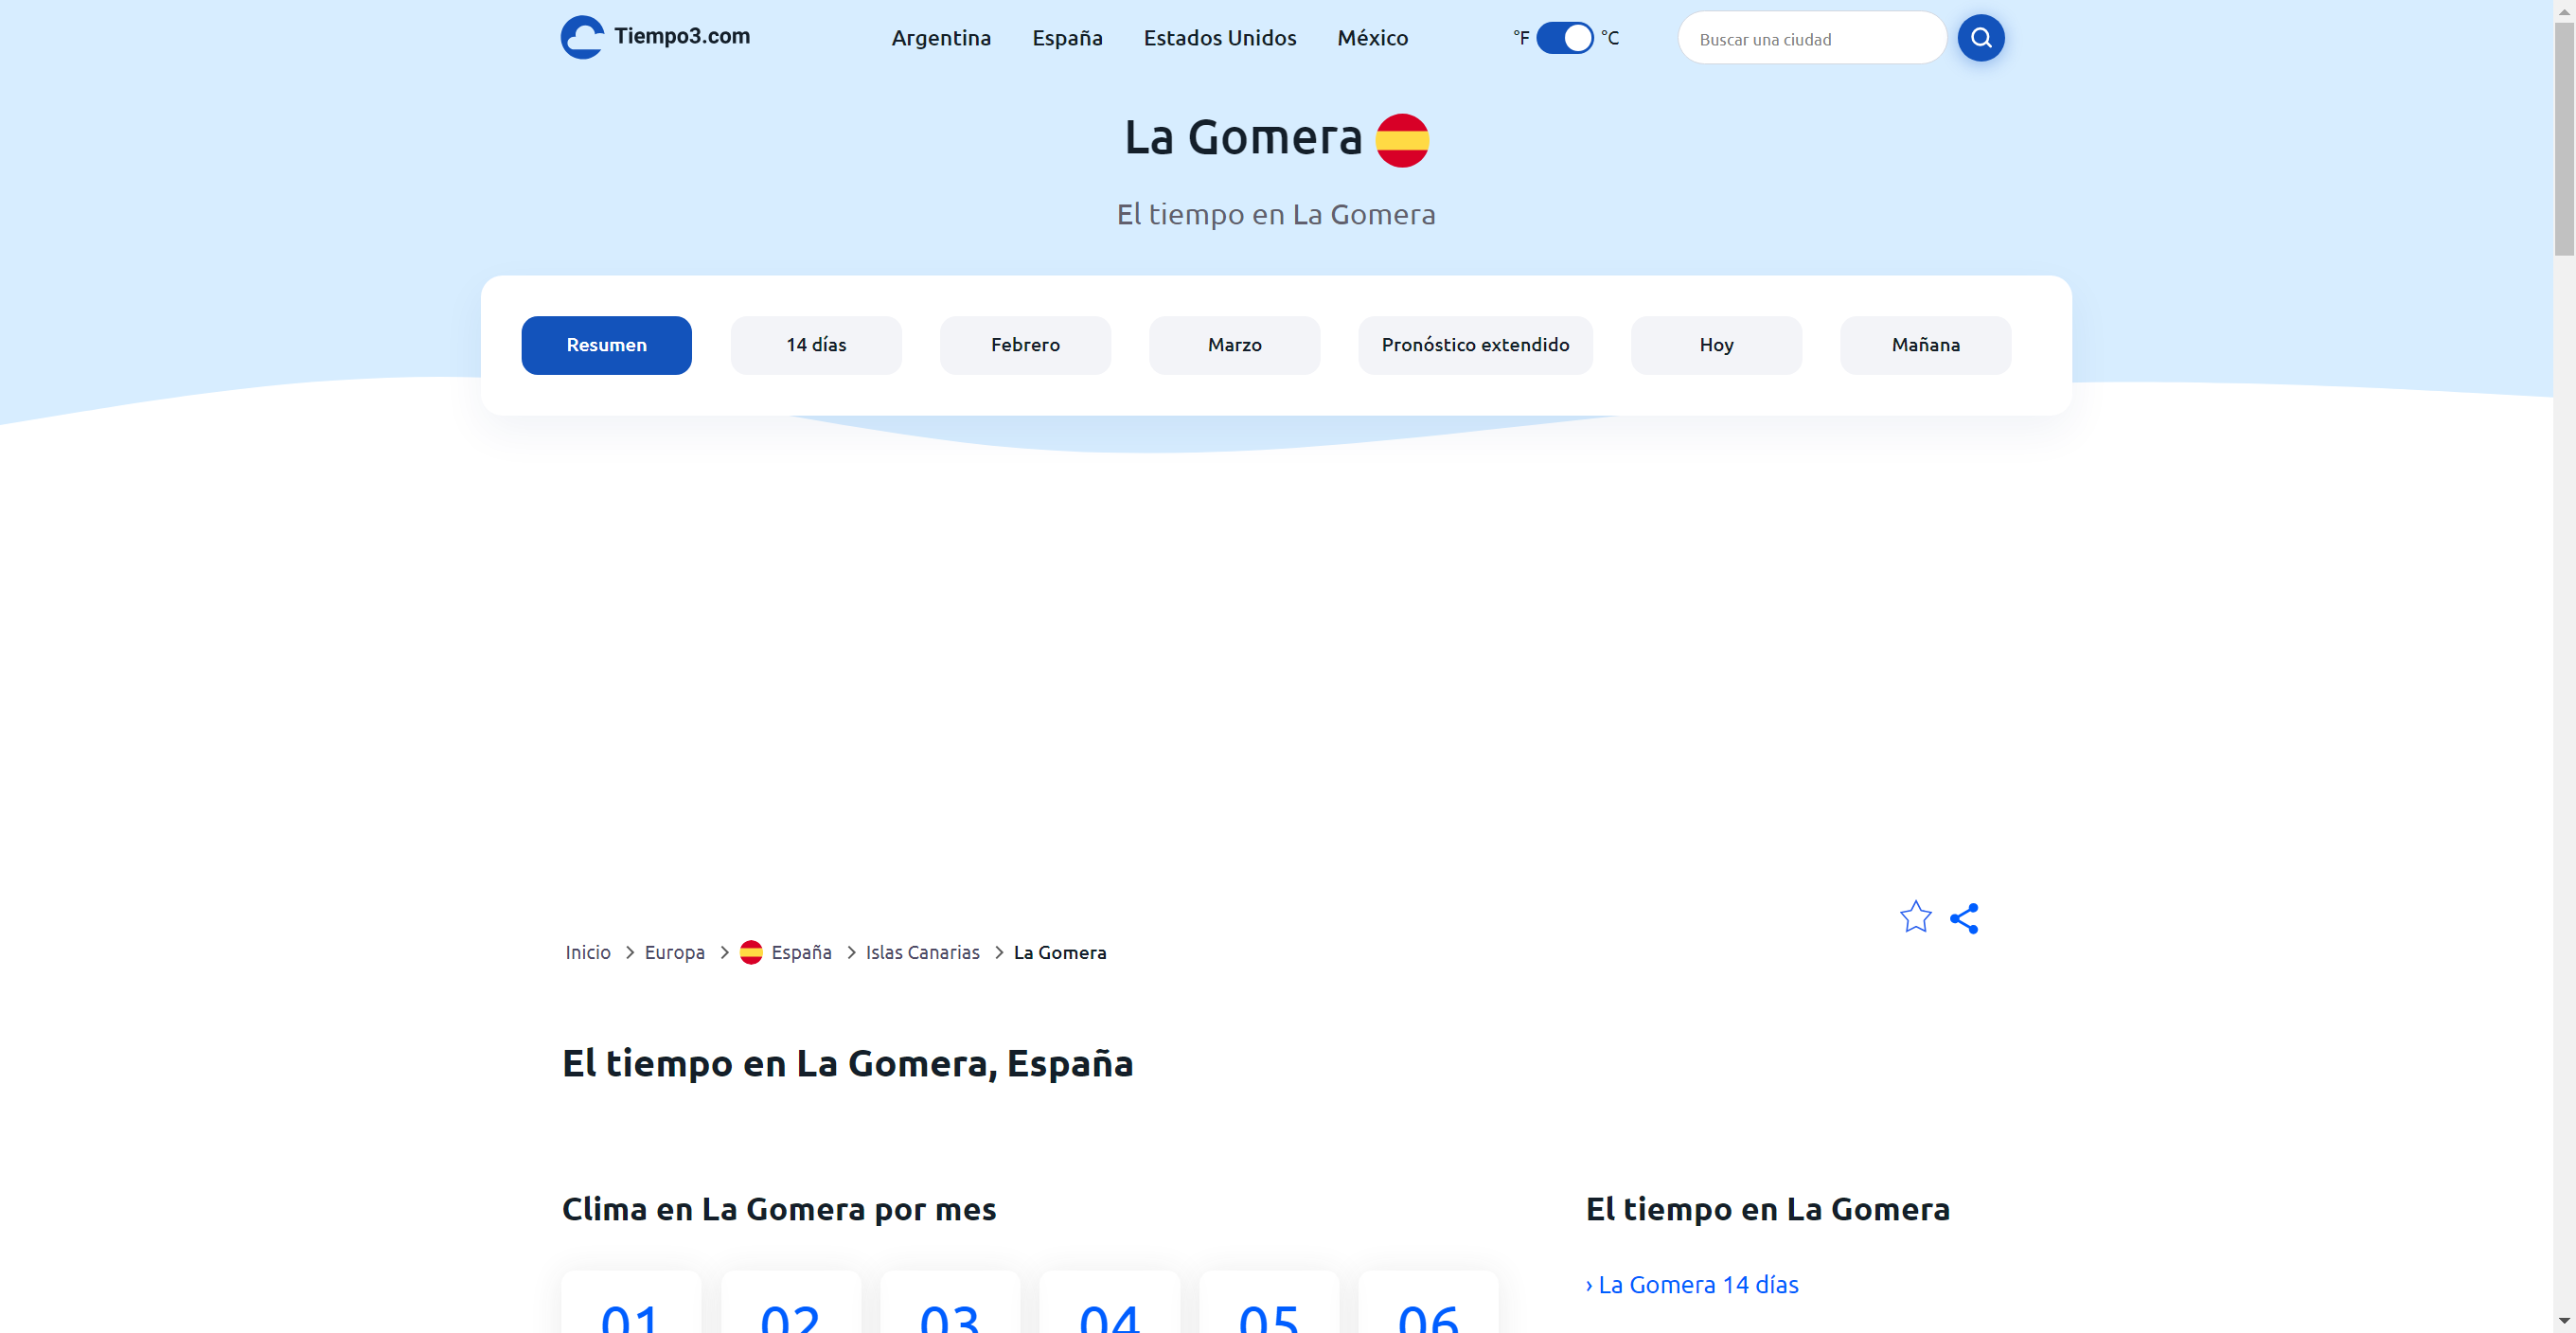 Tiempo3.com
Argentina España Estados Unidos México
°F °C
Buscar una ciudad
La Gomera
El tiempo en La Gomera
Resumen 14 días Febrero Marzo Pronóstico extendido Hoy Mañana
Inicio > Europa > España > Islas Canarias > La Gomera
El tiempo en La Gomera, España
Clima en La Gomera por mes
01 02 03 04 05 06
El tiempo en La Gomera
› La Gomera 14 días